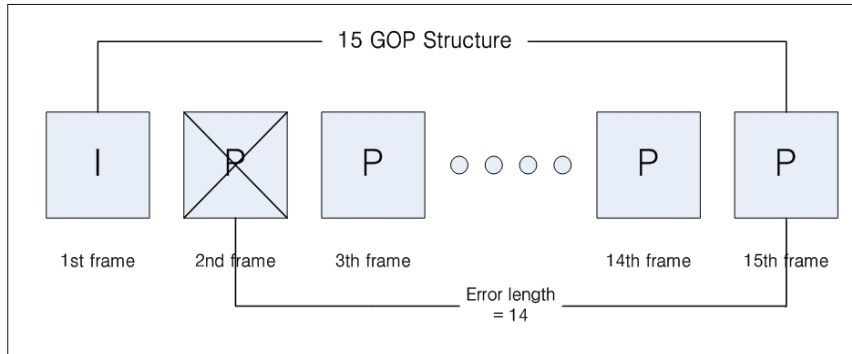 15 GOP Structure
I
P
P
P
P
1st frame
2nd frame
3th frame
14th frame
15th frame
Error length
= 14